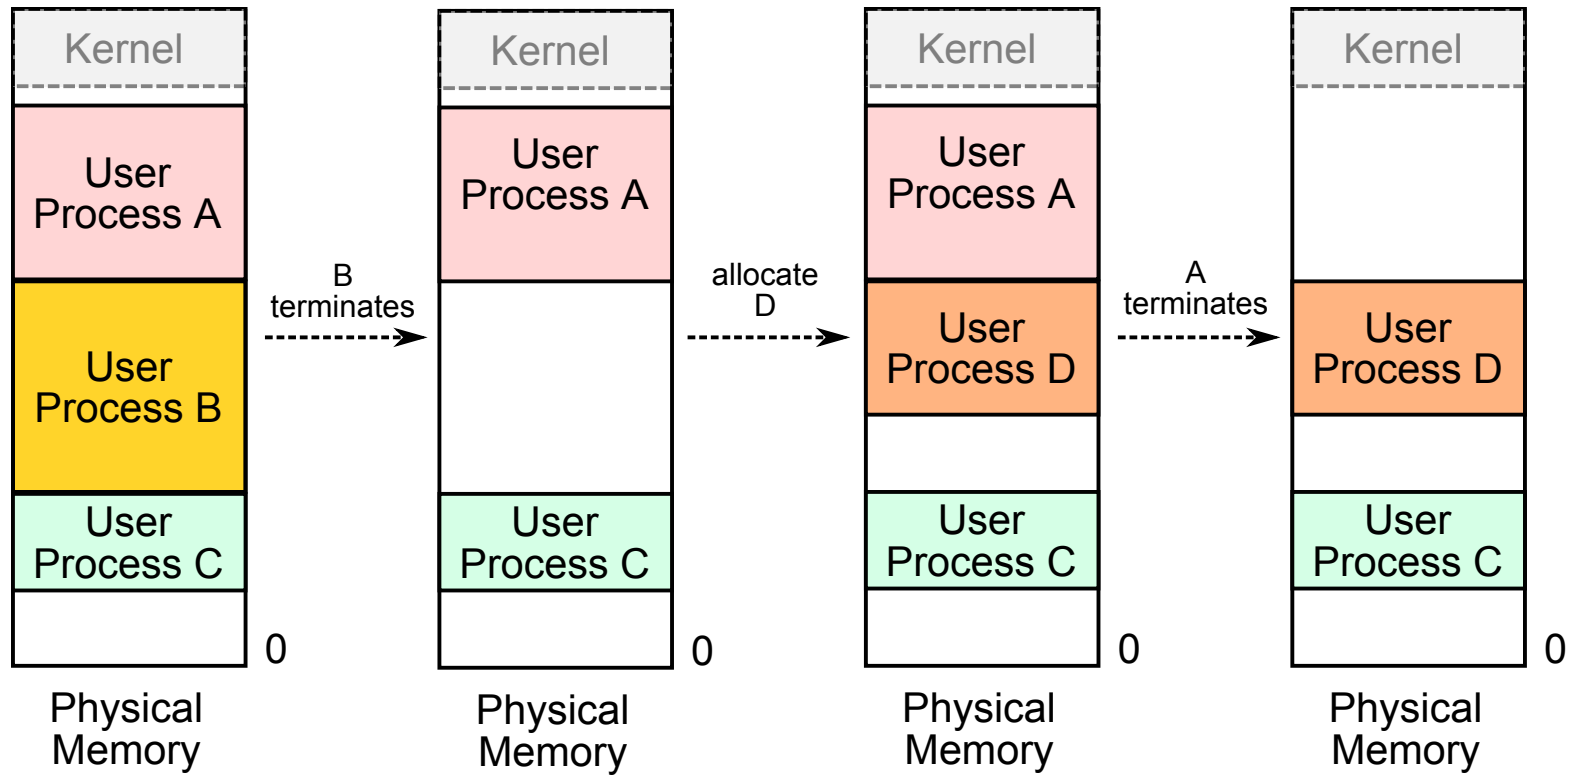 Kernel
User
Process A
User
Process B
User
Process C
0
Physical
Memory
B
terminates
Kernel
User
Process A
User
Process C
0
Physical
Memory
allocate
D
Kernel
User
Process A
User
Process D
User
Process C
0
Physical
Memory
A
terminates
Kernel
User
Process D
User
Process C
0
Physical
Memory